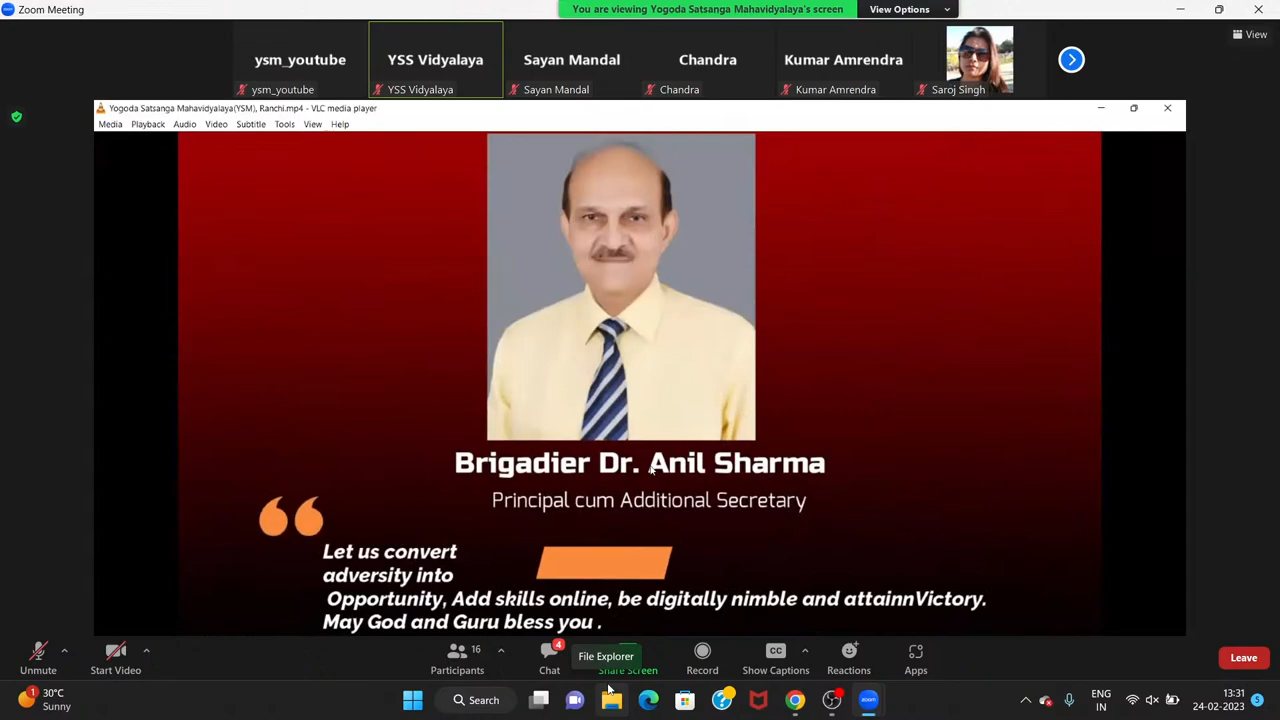 Zoom Meeting
You are viewing Yogoda Satsanga Mahavidyalaya's screen
View Options
View
ysm_youtube
YSS Vidyalaya
Sayan Mandal
Chandra
Kumar Amrendra
ysm_youtube
YSS Vidyalaya
Sayan Mandal
Chandra
Kumar Amrendra
Saroj Singh
Yogoda Satsanga Mahavidyalaya(YSM), Ranchi.mp4 - VLC media player
Media Playback Audio Video Subtitle Tools View Help
Brigadier Dr. Anil Sharma
Principal cum Additional Secretary
Let us convert
adversity into
Opportunity, Add skills online, be digitally nimble and attainnVictory.
May God and Guru bless you .
16
4
CC
File Explorer
Unmute
Start Video
Participants
Chat
Share Screen
Record
Show Captions
Reactions
Apps
Leave
1
30°C
Sunny
Search
ENG
IN
13:31
24-02-2023
5